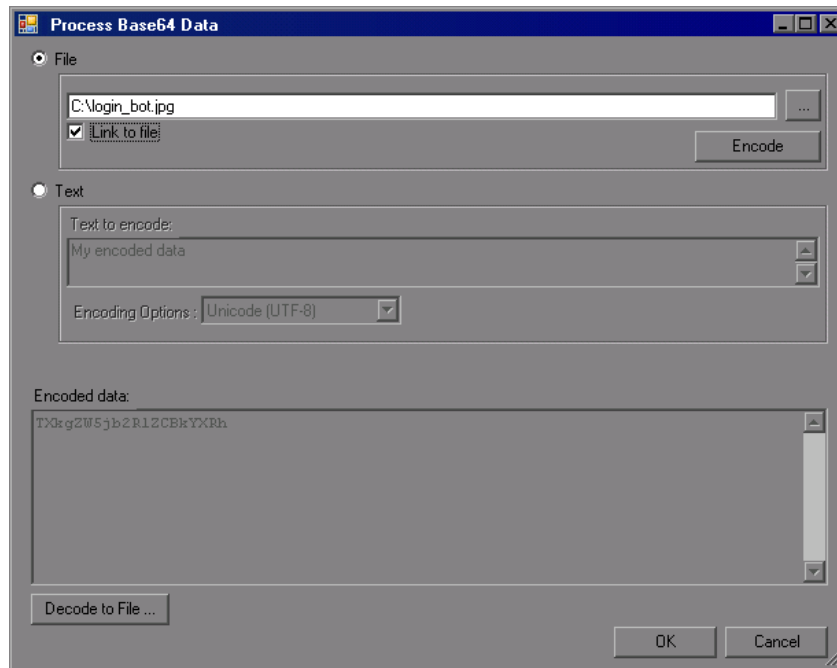 Process Base64 Data
File
C:\login_bot.jpg
...
Link to file
Encode
Text
Text to encode:
My encoded data
Encoding Options :
Unicode (UTF-8)
Encoded data:
TXkgZW5jb2RlZCBkYXRh
Decode to File ...
OK
Cancel